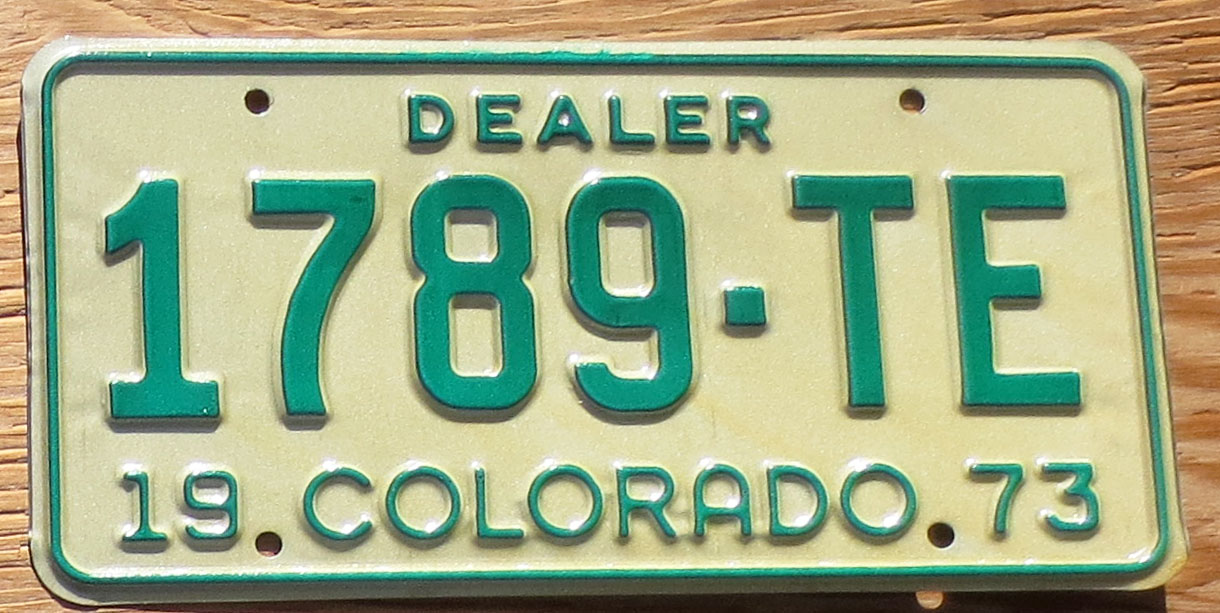 DEALER
1789-TE
19 COLORADO 73